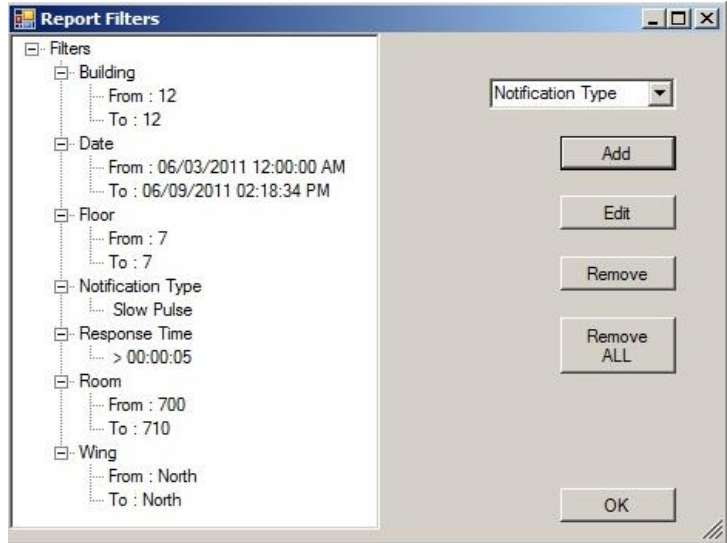 Report Filters
Filters
Building
From : 12
To : 12
Date
From : 06/03/2011 12:00:00 AM
To : 06/09/2011 02:18:34 PM
Floor
From : 7
To : 7
Notification Type
Slow Pulse
Response Time
> 00:00:05
Room
From : 700
To : 710
Wing
From : North
To : North
Notification Type
Add
Edit
Remove
Remove
ALL
OK